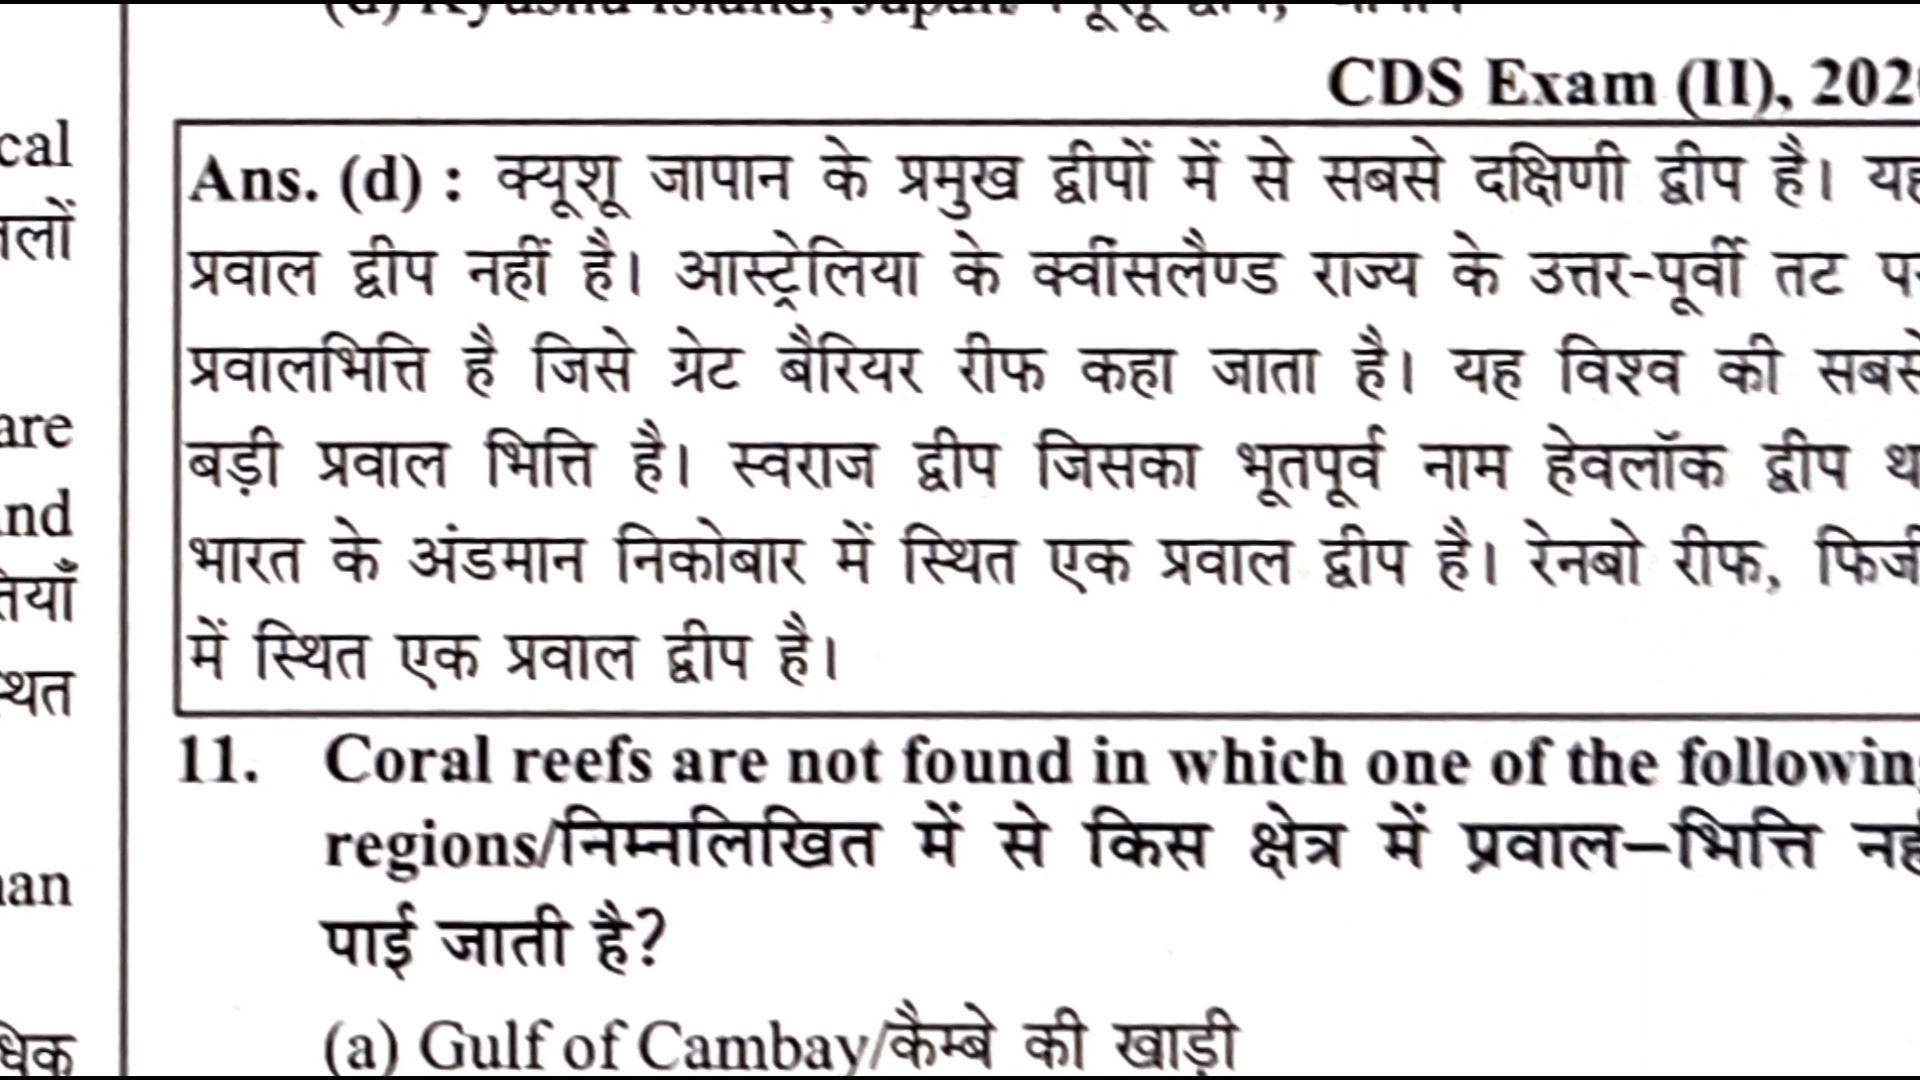 cal
are
nd
an
CDS Exam (II), 202
Ans. (d) : क्यूशू जापान के प्रमुख द्वीपों में से सबसे दक्षिणी द्वीप है। यह
प्रवाल द्वीप नहीं है। आस्ट्रेलिया के क्वींसलैण्ड राज्य के उत्तर-पूर्वी तट
प्रवालभित्ति है जिसे ग्रेट बैरियर रीफ कहा जाता है। यह विश्व की सबसे
बड़ी प्रवाल भित्ति है। स्वराज द्वीप जिसका भूतपूर्व नाम हेवलॉक द्वीप
भारत के अंडमान निकोबार में स्थित एक प्रवाल द्वीप है। रेनबो रीफ, फिजी
में स्थित एक प्रवाल द्वीप है।
11. Coral reefs are not found in which one of the followin
regions/निम्नलिखित में से किस क्षेत्र में प्रवाल–भित्ति
पाई जाती है?
(a) Gulf of Cambay/कैम्बे की खाड़ी